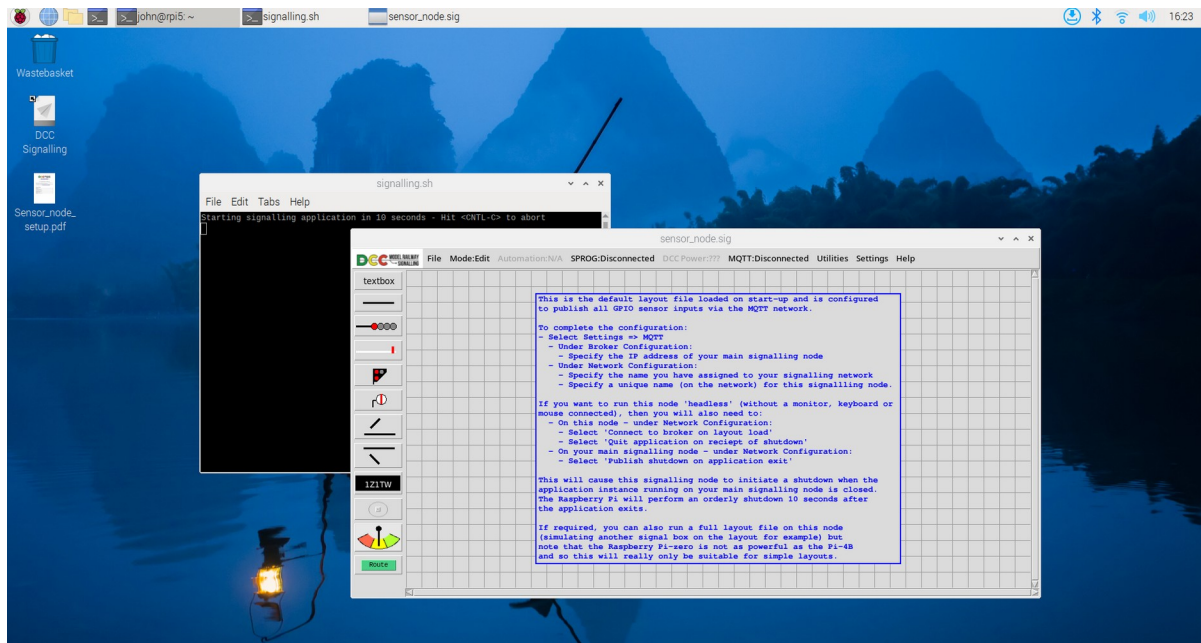 john@rpi5: ~
signalling.sh
sensor_node.sig
16:23
Wastebasket
DCC
Signalling
Sensor_node_
setup.pdf
signalling.sh
File Edit Tabs Help
Starting signalling application in 10 seconds - Hit <CNTL-C> to abort
sensor_node.sig
DCC MODEL RAILWAY
SIGNALLING
File Mode:Edit Automation:N/A SPROG:Disconnected DCC Power:??? MQTT:Disconnected Utilities Settings Help
textbox
1Z1TW
Route
This is the default layout file loaded on start-up and is configured
to publish all GPIO sensor inputs via the MQTT network.
To complete the configuration:
- Select Settings => MQTT
- Under Broker Configuration:
- Specify the IP address of your main signalling node
- Under Network Configuration:
- Specify the name you have assigned to your signalling network
- Specify a unique name (on the network) for this signallling node.
If you want to run this node 'headless' (without a monitor, keyboard or
mouse connected), then you will also need to:
- On this node - under Network Configuration:
- Select 'Connect to broker on layout load'
- Select 'Quit application on reciept of shutdown'
- On your main signalling node - under Network Configuration:
- Select 'Publish shutdown on application exit'
This will cause this signalling node to initiate a shutdown when the
application instance running on your main signalling node is closed.
The Raspberry Pi will perform an orderly shutdown 10 seconds after
the application exits.
If required, you can also run a full layout file on this node
(simulating another signal box on the layout for example) but
note that the Raspberry Pi-zero is not as powerful as the Pi-4B
and so this will really only be suitable for simple layouts.